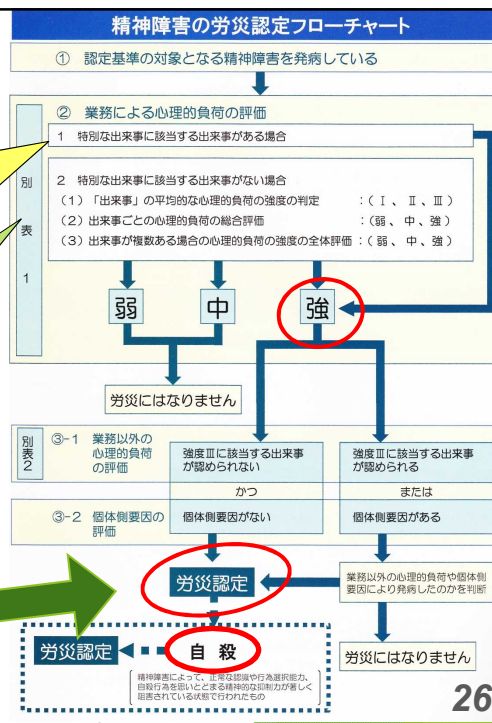 精神障害の労災認定フローチャート
① 認定基準の対象となる精神障害を発病している
別表1
② 業務による心理的負荷の評価
1 特別な出来事に該当する出来事がある場合
2 特別な出来事に該当する出来事がない場合
(1)「出来事」の平均的な心理的負荷の強度の判定 :(Ⅰ、Ⅱ、Ⅲ)
(2)出来事ごとの心理的負荷の総合評価 :(弱、中、強)
(3)出来事が複数ある場合の心理的負荷の強度の全体評価:(弱、中、強)
弱 中 強
労災にはなりません
別表2
③-1 業務以外の
心理的負荷
の評価
強度Ⅲに該当する出来事
が認められない
強度Ⅲに該当する出来事
が認められる
かつ
または
③-2 個体側要因の
評価
個体側要因がない
個体側要因がある
労災認定
業務以外の心理的負荷や個体側
要因により発病したのかを判断
労災認定
自 殺
精神障害によって、正常な認識や行為選択能力、
自殺行為を思いとどまる精神的な抑制力が著しく
阻害されている状態で行われたもの
労災にはなりません
26